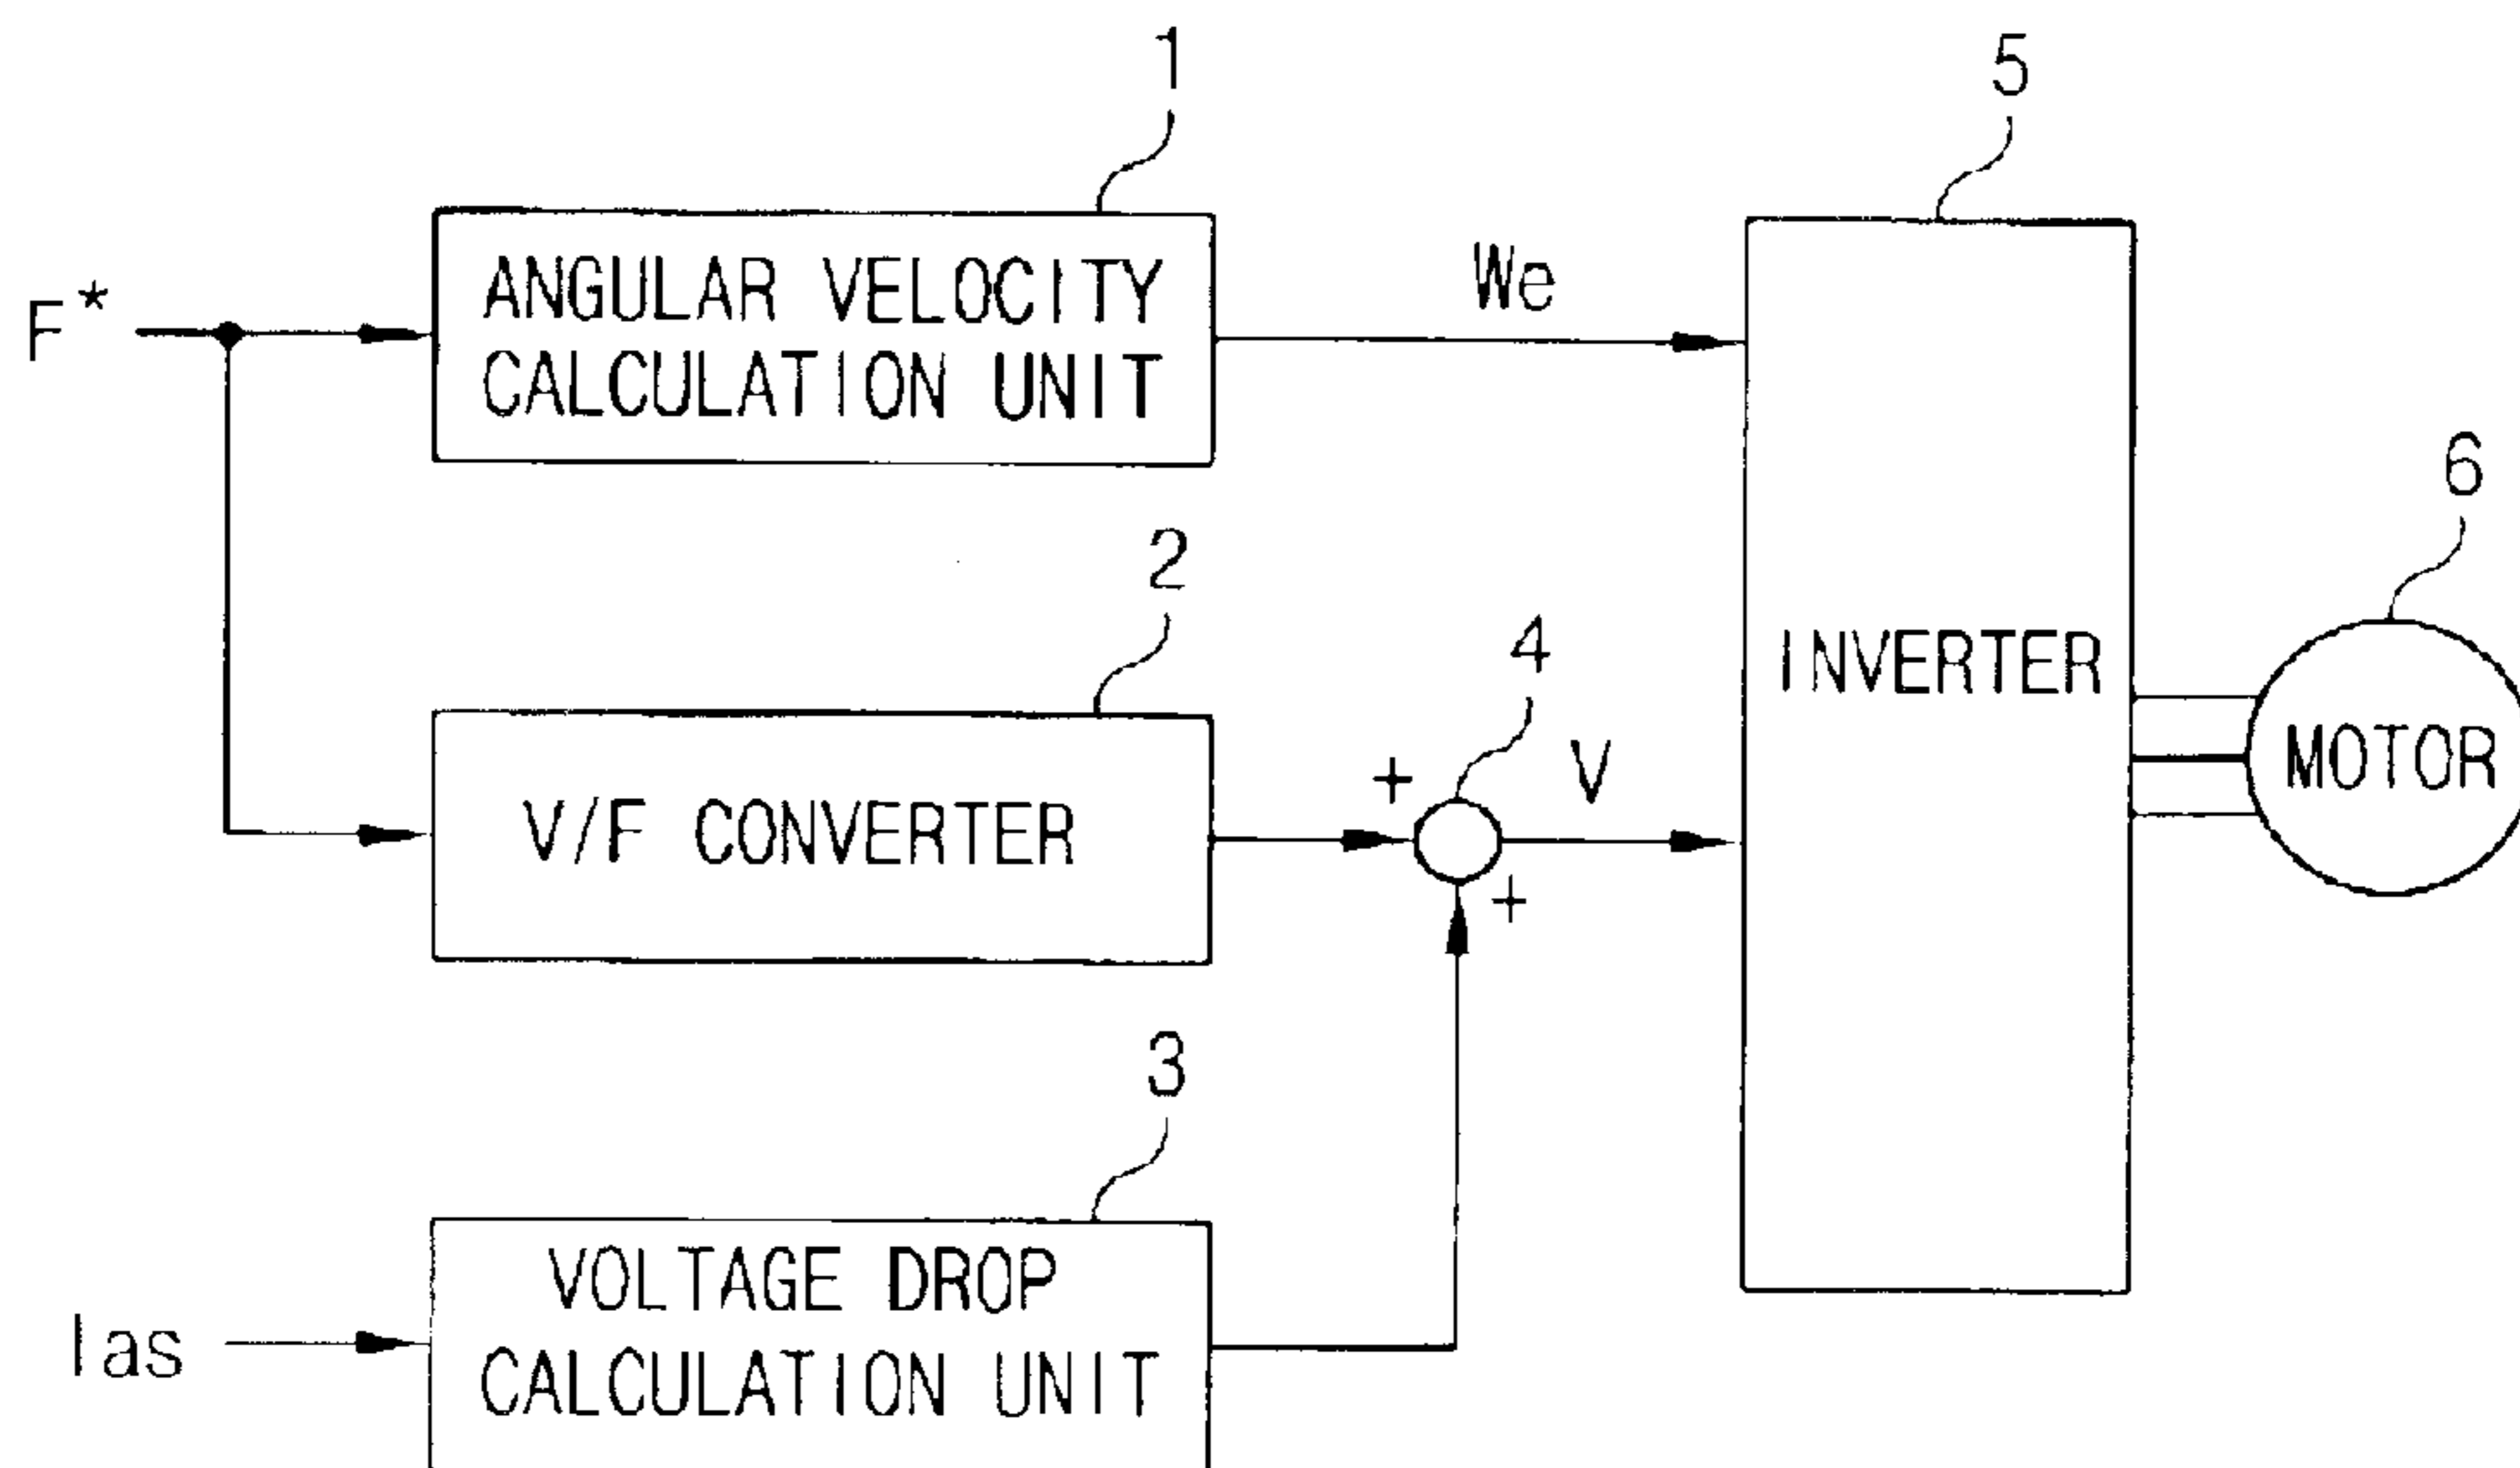 1
5
F*
ANGULAR VELOCITY
CALCULATION UNIT
We
6
2
4
INVERTER
MOTOR
V/F CONVERTER
+
V
+
3
Ias
VOLTAGE DROP
CALCULATION UNIT